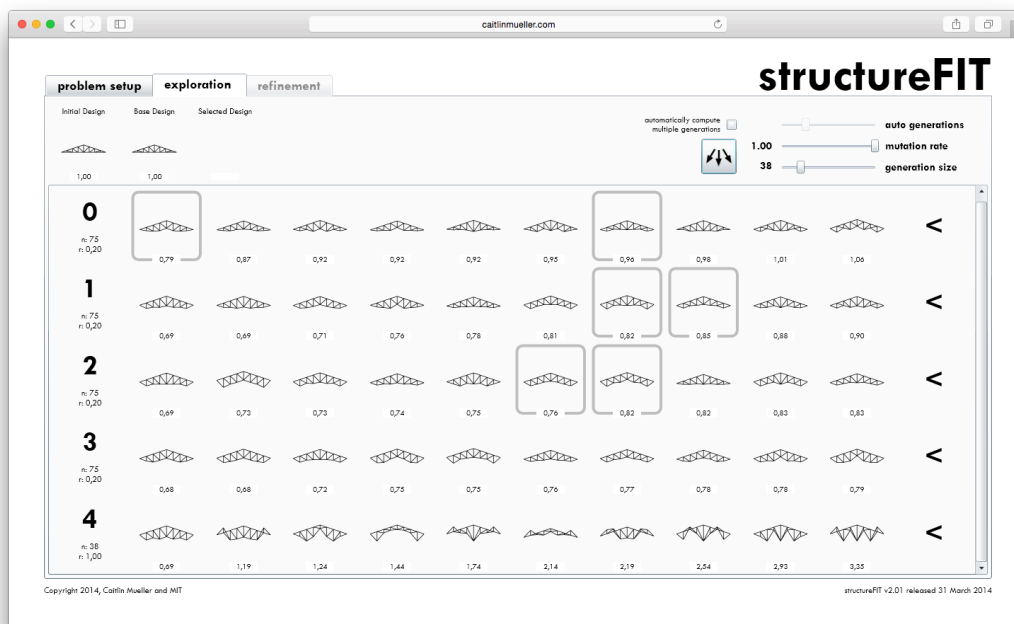 caitlinmueller.com
structureFIT
problem setup exploration refinement
Initial Design Base Design Selected Design
automatically compute
multiple generations
auto generations
1.00 mutation rate
38 generation size
1,00 1,00
0
n: 75
r: 0,20
0,79 0,87 0,92 0,92 0,92 0,95 0,96 0,98 1,01 1,06
<
1
n: 75
r: 0,20
0,69 0,69 0,71 0,76 0,78 0,81 0,82 0,85 0,88 0,90
<
2
n: 75
r: 0,20
0,69 0,73 0,73 0,74 0,75 0,76 0,82 0,82 0,83 0,83
<
3
n: 75
r: 0,20
0,68 0,68 0,72 0,75 0,75 0,76 0,77 0,78 0,78 0,79
<
4
n: 38
r: 1,00
0,69 1,19 1,24 1,44 1,74 2,14 2,19 2,54 2,93 3,35
<
Copyright 2014, Caitlin Mueller and MIT
structureFIT v2.01 released 31 March 2014